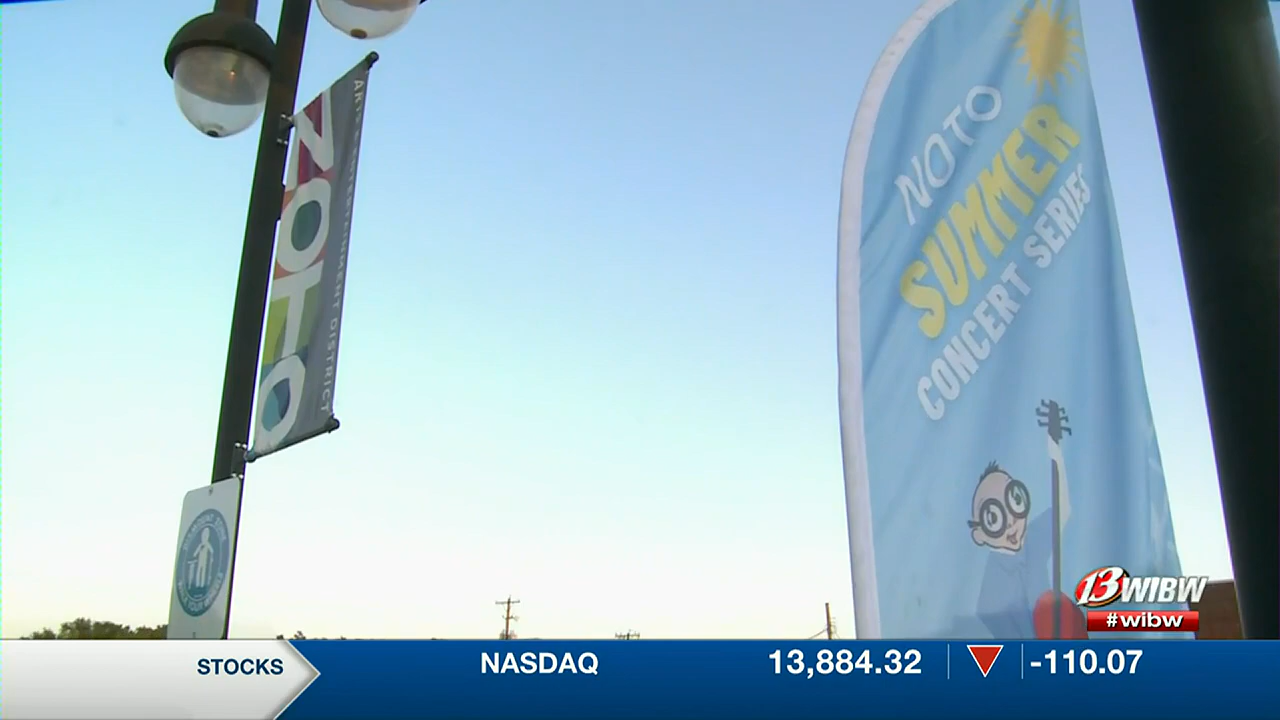 NOTO
ARTS & ENTERTAINMENT DISTRICT
NOTO
SUMMER
CONCERT SERIES
13 WIBW
#wibw
STOCKS NASDAQ 13,884.32 -110.07